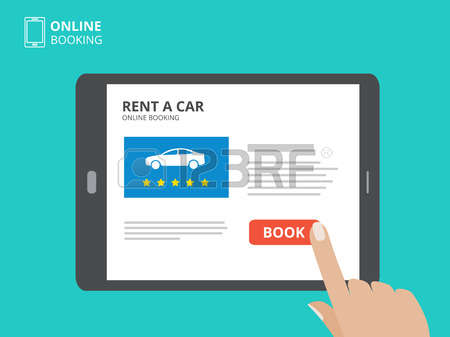 ONLINE
BOOKING
RENT A CAR
ONLINE BOOKING
123RF
BOOK